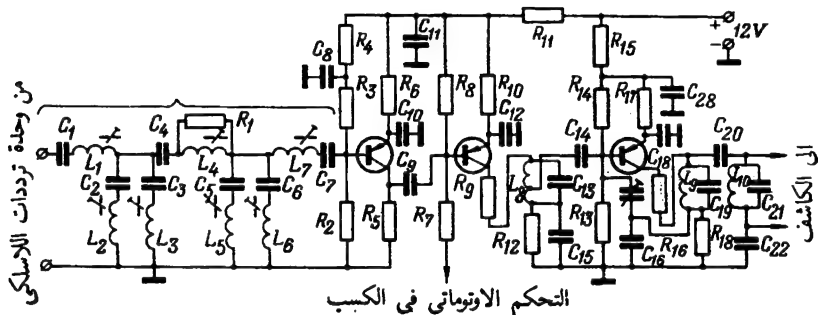 R4
C8
R3
C11
R6
C10
R8
R10
C12
R11
R15
+
12V
−
R14
R17
C28
من وحدة ترددات اللاسلكي
C1
L1
C4
R1
L4
L7
C7
C2
C3
C5
C6
L2
L3
L5
L6
R2
R5
C9
R7
R9
L8
C14
C13
R12
C15
R13
C18
C16
R16
L9
C19
R18
C20
L10
C21
C22
الى الكاشف
التحكم الاوتوماتى فى الكسب